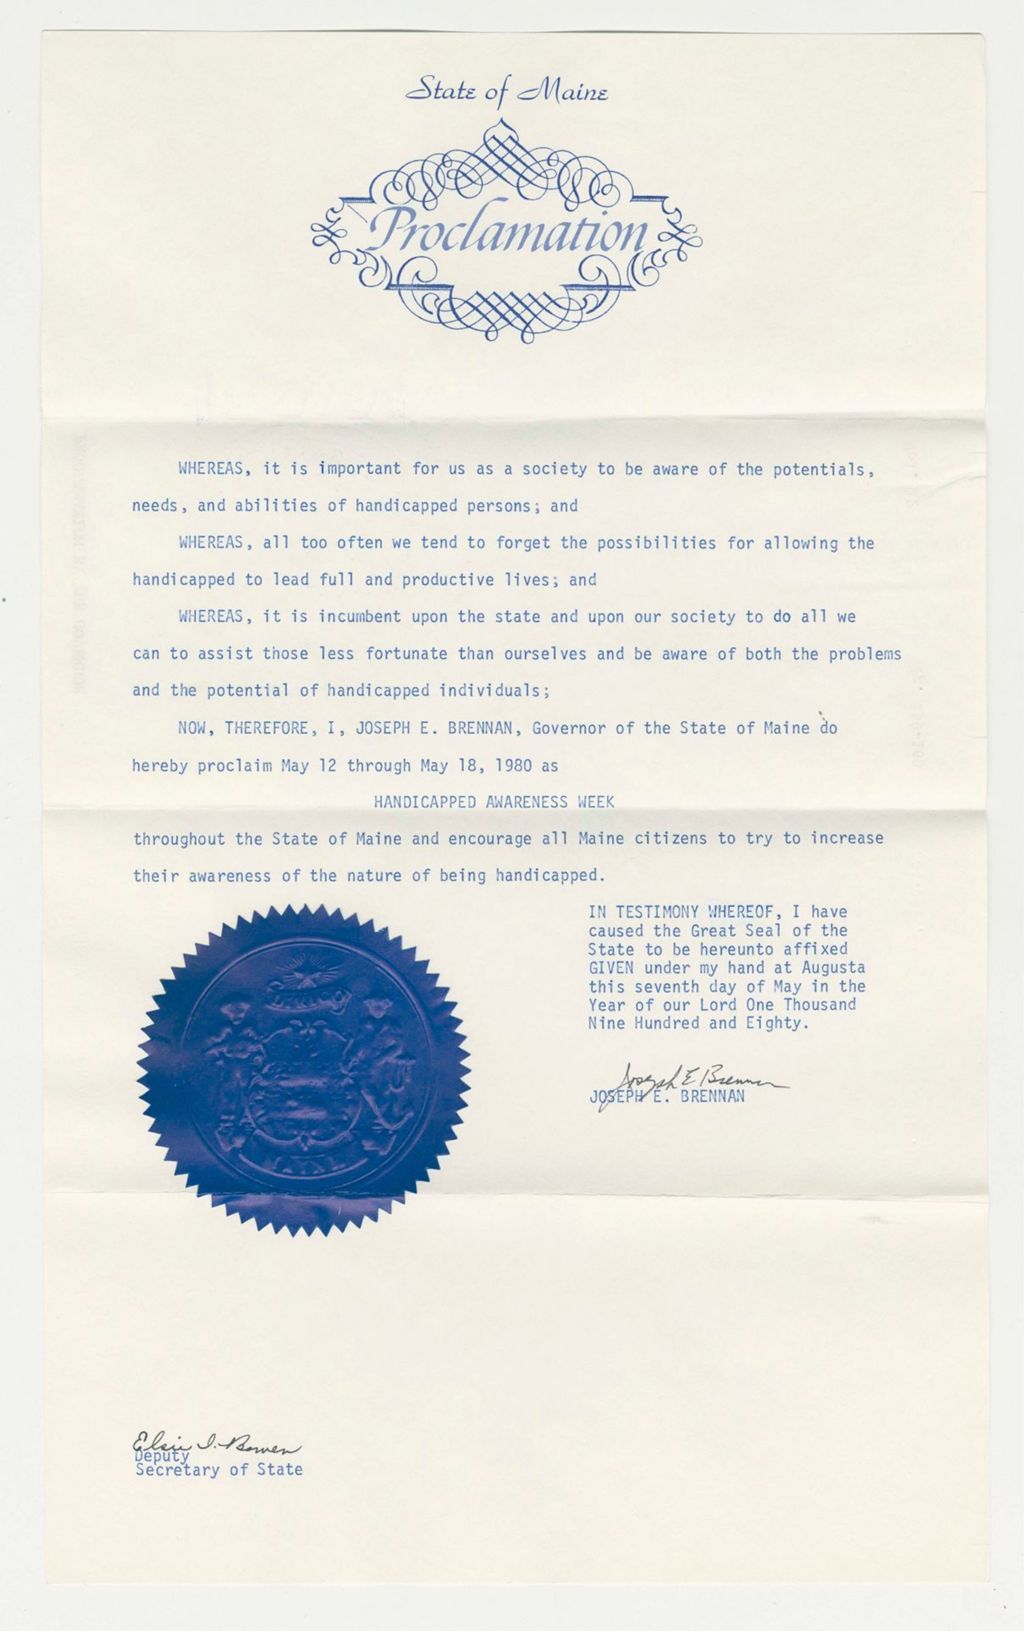 State of Maine
Proclamation
WHEREAS, it is important for us as a society to be aware of the potentials,
needs, and abilities of handicapped persons; and
WHEREAS, all too often we tend to forget the possibilities for allowing the
handicapped to lead full and productive lives; and
WHEREAS, it is incumbent upon the state and upon our society to do all we
can to assist those less fortunate than ourselves and be aware of both the problems
and the potential of handicapped individuals;
NOW, THEREFORE, I, JOSEPH E. BRENNAN, Governor of the State of Maine do
hereby proclaim May 12 through May 18, 1980 as
HANDICAPPED AWARENESS WEEK
throughout the State of Maine and encourage all Maine citizens to try to increase
their awareness of the nature of being handicapped.
IN TESTIMONY WHEREOF, I have
caused the Great Seal of the
State to be hereunto affixed
GIVEN under my hand at Augusta
this seventh day of May in the
Year of our Lord One Thousand
Nine Hundred and Eighty.
Joseph E Brennan
JOSEPH E. BRENNAN
MAINE
Elsie I. Bowen
Deputy
Secretary of State